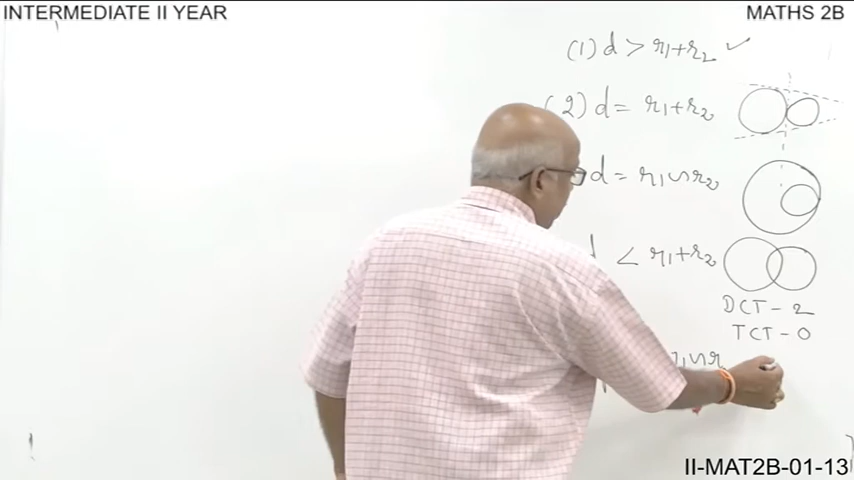 INTERMEDIATE II YEAR
MATHS 2B
(1) d > r1+r2 ✓
(2) d = r1+r2
d = r1∽r2
d < r1+r2
DCT - 2
TCT - 0
r1∽r
II-MAT2B-01-13